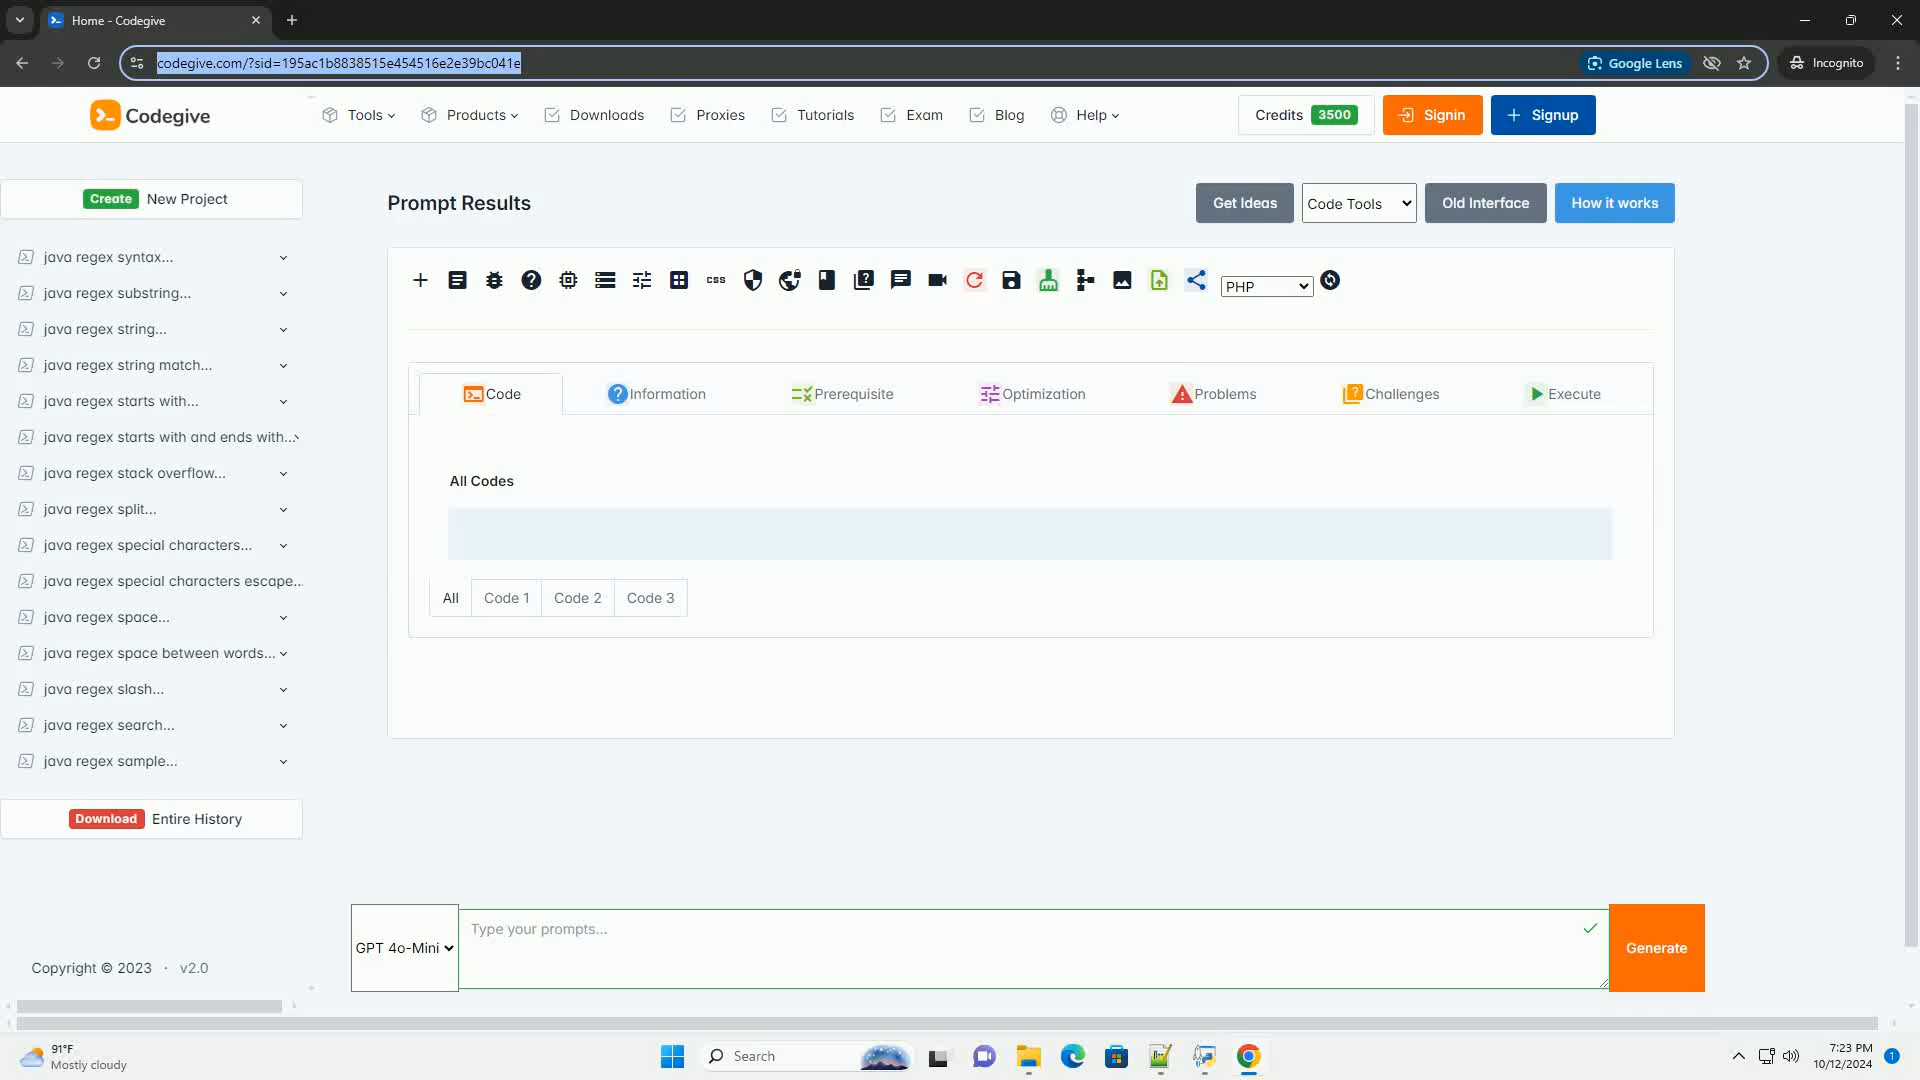 Home - Codegive
codegive.com/?sid=195ac1b8838515e454516e2e39bc041e
Google Lens
Incognito
Codegive
Tools
Products
Downloads
Proxies
Tutorials
Exam
Blog
Help
Credits 3500
Signin
Signup
Create New Project
java regex syntax...
java regex substring...
java regex string...
java regex string match...
java regex starts with...
java regex starts with and ends with...
java regex stack overflow...
java regex split...
java regex special characters...
java regex special characters escape...
java regex space...
java regex space between words...
java regex slash...
java regex search...
java regex sample...
Download Entire History
Copyright © 2023 · v2.0
Prompt Results
Get Ideas
Code Tools
Old Interface
How it works
css
PHP
Code
Information
Prerequisite
Optimization
Problems
Challenges
Execute
All Codes
All
Code 1
Code 2
Code 3
GPT 4o-Mini
Type your prompts...
Generate
91°F
Mostly cloudy
Search
7:23 PM
10/12/2024
1